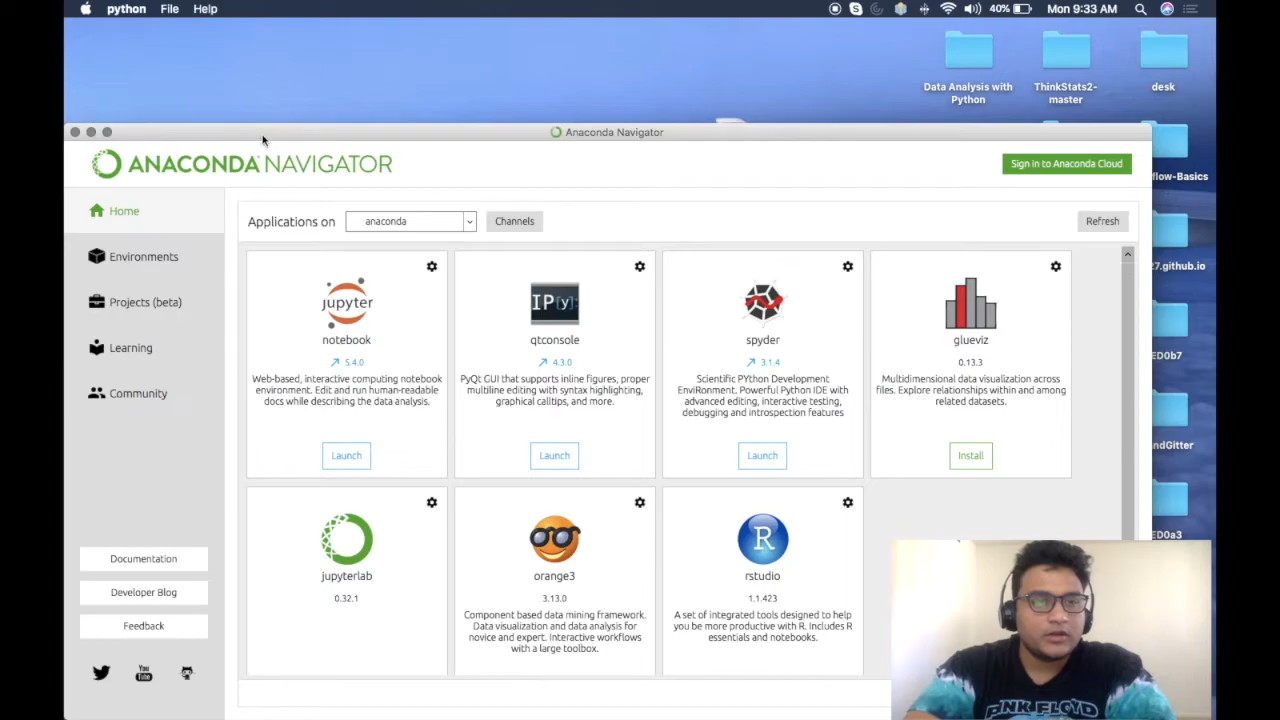 python File Help
40% Mon 9:33 AM
Data Analysis with
Python
ThinkStats2-
master
desk
Anaconda Navigator
ANACONDA NAVIGATOR
Sign in to Anaconda Cloud
flow-Basics
27.github.io
ED0b7
andGitter
ED0a3
Home
Environments
Projects (beta)
Learning
Community
Documentation
Developer Blog
Feedback
You
Tube
Applications on anaconda Channels Refresh
jupyter
notebook
5.4.0
Web-based, interactive computing notebook
environment. Edit and run human-readable
docs while describing the data analysis.
Launch
IP[y]:
qtconsole
4.3.0
PyQt GUI that supports inline figures, proper
multiline editing with syntax highlighting,
graphical calltips, and more.
Launch
spyder
3.1.4
Scientific PYthon Development
EnviRonment. Powerful Python IDE with
advanced editing, interactive testing,
debugging and introspection features
Launch
glueviz
0.13.3
Multidimensional data visualization across
files. Explore relationships within and among
related datasets.
Install
jupyterlab
0.32.1
orange3
3.13.0
Component based data mining framework.
Data visualization and data analysis for
novice and expert. Interactive workflows
with a large toolbox.
R
rstudio
1.1.423
A set of integrated tools designed to help
you be more productive with R. Includes R
essentials and notebooks.
PINK FLOYD